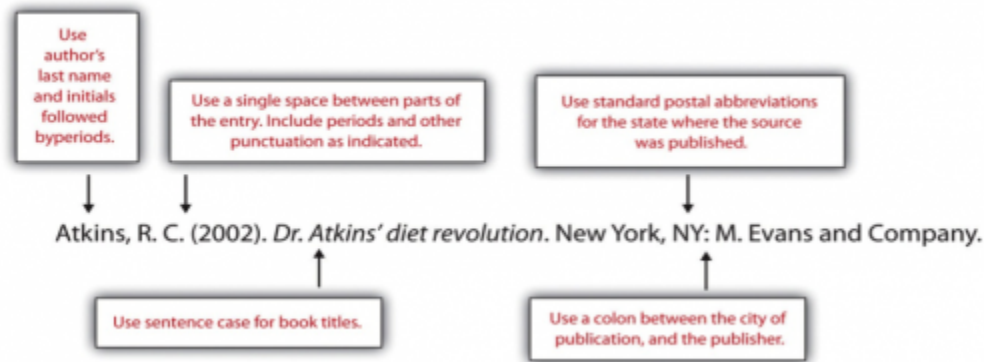 Use
author's
last name
and initials
followed
byperiods.
Use a single space between parts of
the entry. Include periods and other
punctuation as indicated.
Use standard postal abbreviations
for the state where the source
was published.
Atkins, R. C. (2002). Dr. Atkins' diet revolution. New York, NY: M. Evans and Company.
Use sentence case for book titles.
Use a colon between the city of
publication, and the publisher.